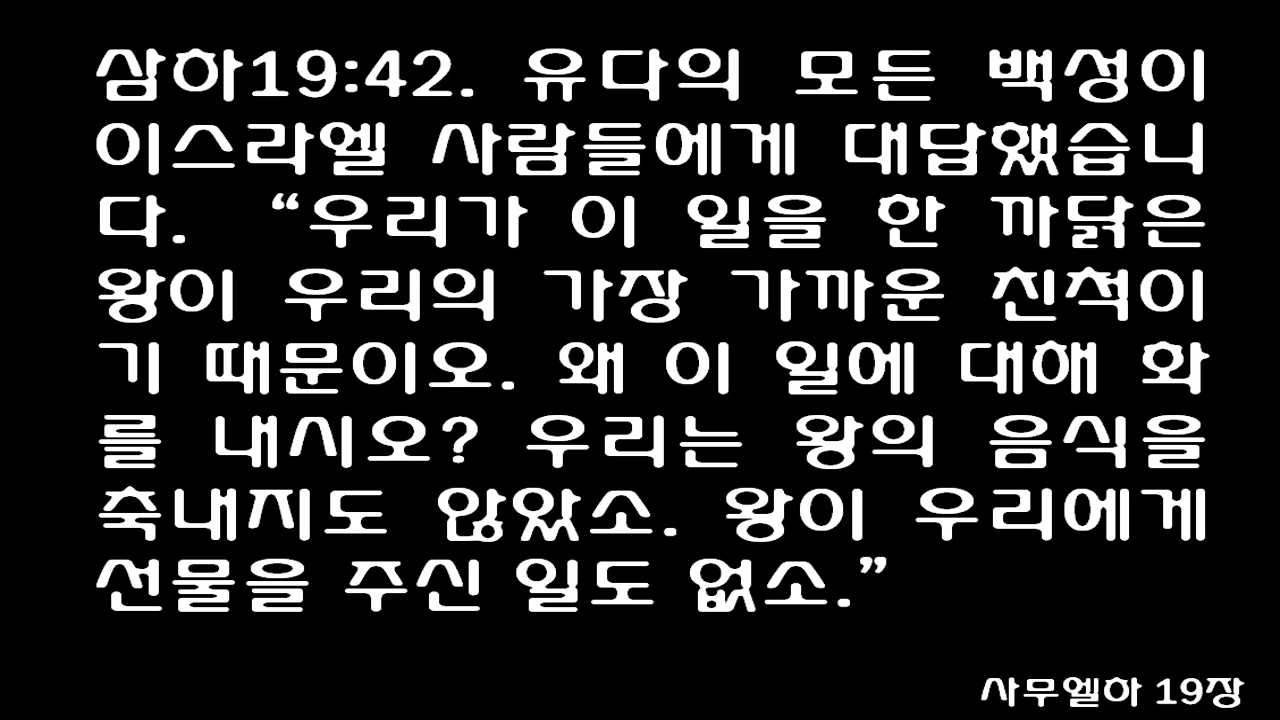 삼하19:42. 유다의 모든 백성이
이스라엘 사람들에게 대답했습니
다. “우리가 이 일을 한 까닭은
왕이 우리의 가장 가까운 친척이
기 때문이오. 왜 이 일에 대해 화
를 내시오? 우리는 왕의 음식을
축내지도 않았소. 왕이 우리에게
선물을 주신 일도 없소.”
사무엘하 19장